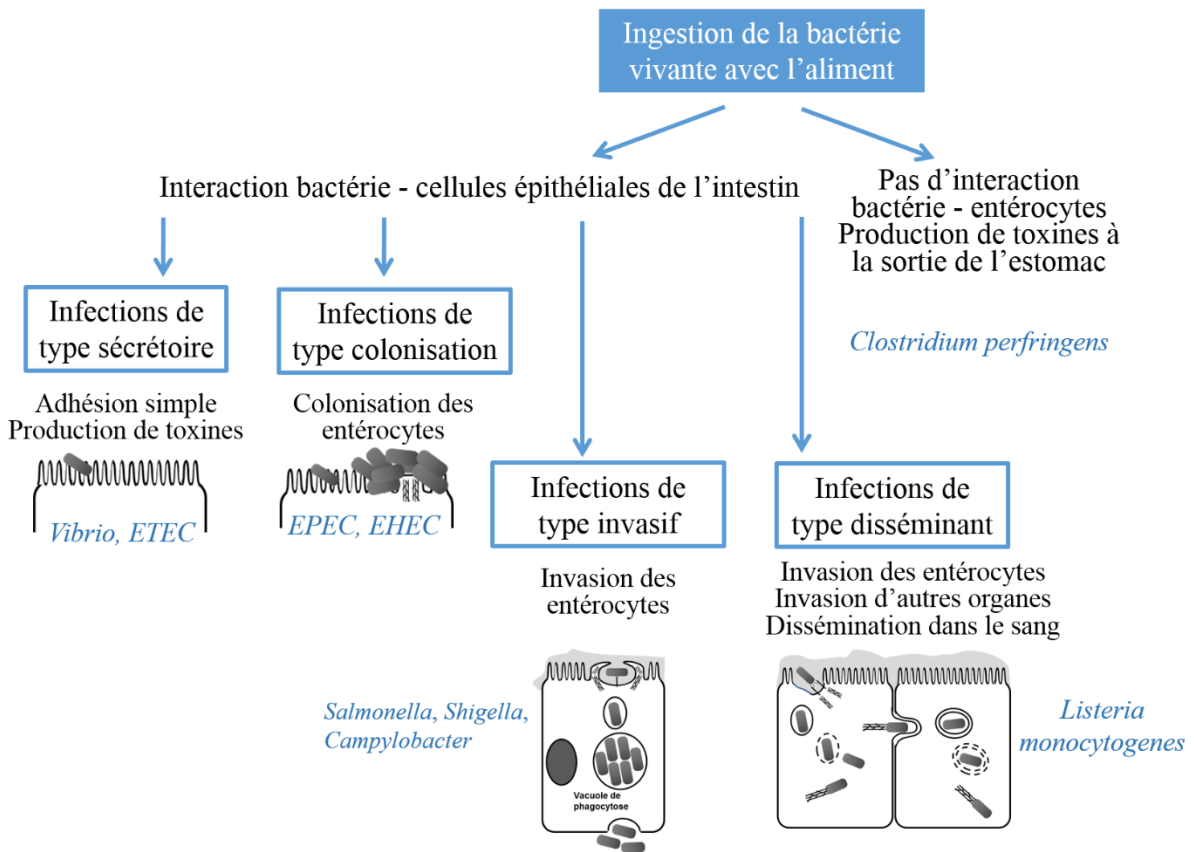 Ingestion de la bactérie
vivante avec l’aliment
Interaction bactérie - cellules épithéliales de l’intestin
Pas d’interaction
bactérie - entérocytes
Production de toxines à
la sortie de l’estomac
Clostridium perfringens
Infections de
type sécrétoire
Adhésion simple
Production de toxines
Vibrio, ETEC
Infections de
type colonisation
Colonisation des
entérocytes
EPEC, EHEC
Infections de
type invasif
Invasion des
entérocytes
Salmonella, Shigella,
Campylobacter
Vacuole de
phagocytose
Infections de
type disséminant
Invasion des entérocytes
Invasion d’autres organes
Dissémination dans le sang
Listeria
monocytogenes